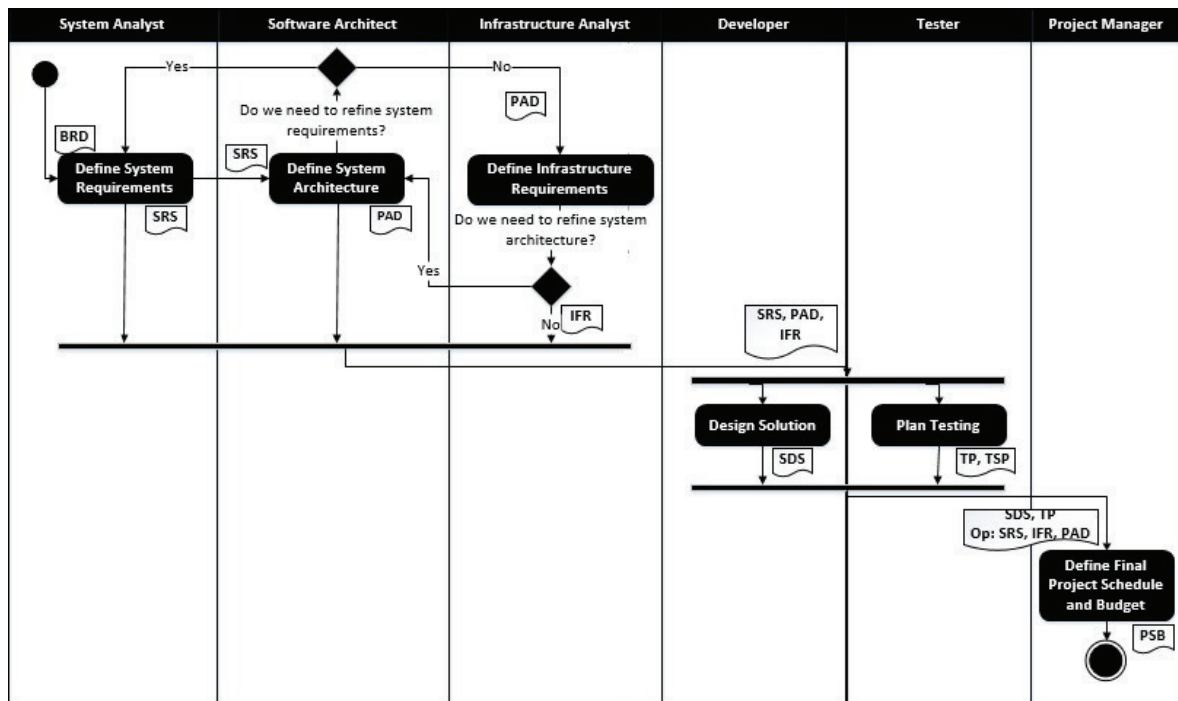 System Analyst
Software Architect
Infrastructure Analyst
Developer
Tester
Project Manager
Yes
No
PAD
Do we need to refine system
requirements?
BRD
SRS
Define System
Requirements
Define System
Architecture
Define Infrastructure
Requirements
SRS
PAD
Do we need to refine system
architecture?
Yes
No
IFR
SRS, PAD,
IFR
Design Solution
Plan Testing
SDS
TP, TSP
SDS, TP
Op: SRS, IFR, PAD
Define Final
Project Schedule
and Budget
PSB